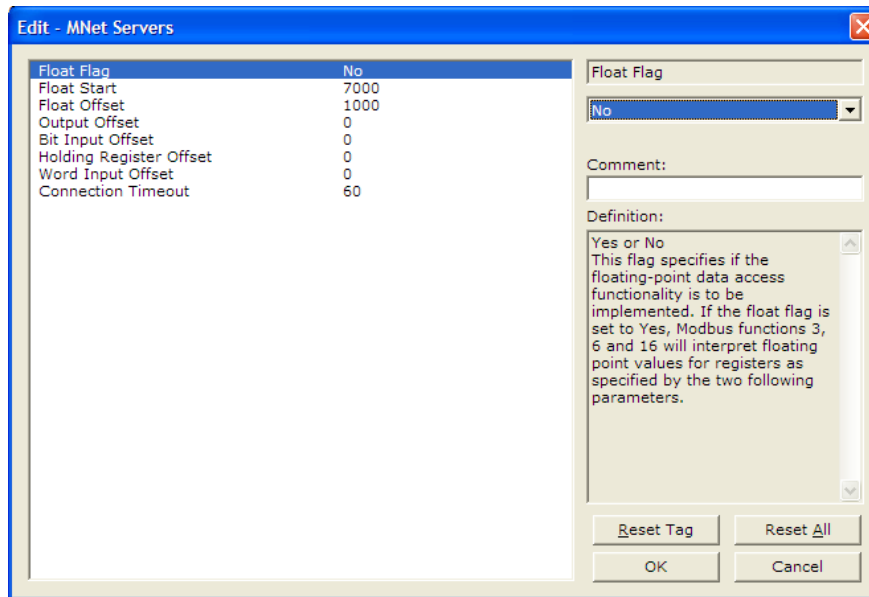 Edit - MNet Servers
Float Flag No
Float Start 7000
Float Offset 1000
Output Offset 0
Bit Input Offset 0
Holding Register Offset 0
Word Input Offset 0
Connection Timeout 60
Float Flag
No
Comment:
Definition:
Yes or No
This flag specifies if the
floating-point data access
functionality is to be
implemented. If the float flag is
set to Yes, Modbus functions 3,
6 and 16 will interpret floating
point values for registers as
specified by the two following
parameters.
Reset Tag Reset All
OK Cancel